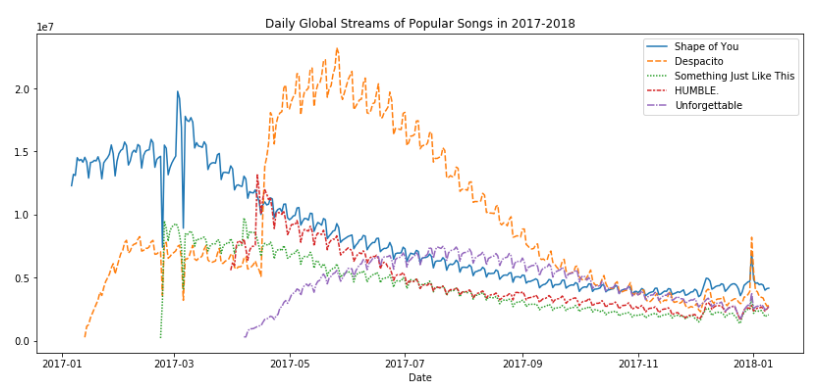 Daily Global Streams of Popular Songs in 2017-2018
1e7
Shape of You
Despacito
Something Just Like This
HUMBLE.
Unforgettable
2.0
1.5
1.0
0.5
0.0
2017-01
2017-03
2017-05
2017-07
2017-09
2017-11
2018-01
Date